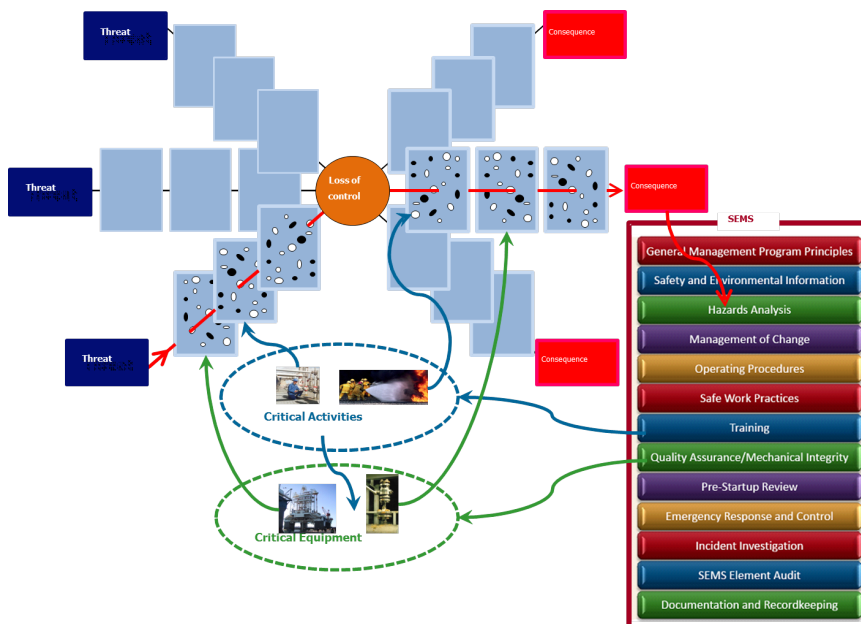 Threat
Consequence
Threat
Loss of
control
Consequence
Threat
Consequence
Critical Activities
Critical Equipment
SEMS
General Management Program Principles
Safety and Environmental Information
Hazards Analysis
Management of Change
Operating Procedures
Safe Work Practices
Training
Quality Assurance/Mechanical Integrity
Pre-Startup Review
Emergency Response and Control
Incident Investigation
SEMS Element Audit
Documentation and Recordkeeping